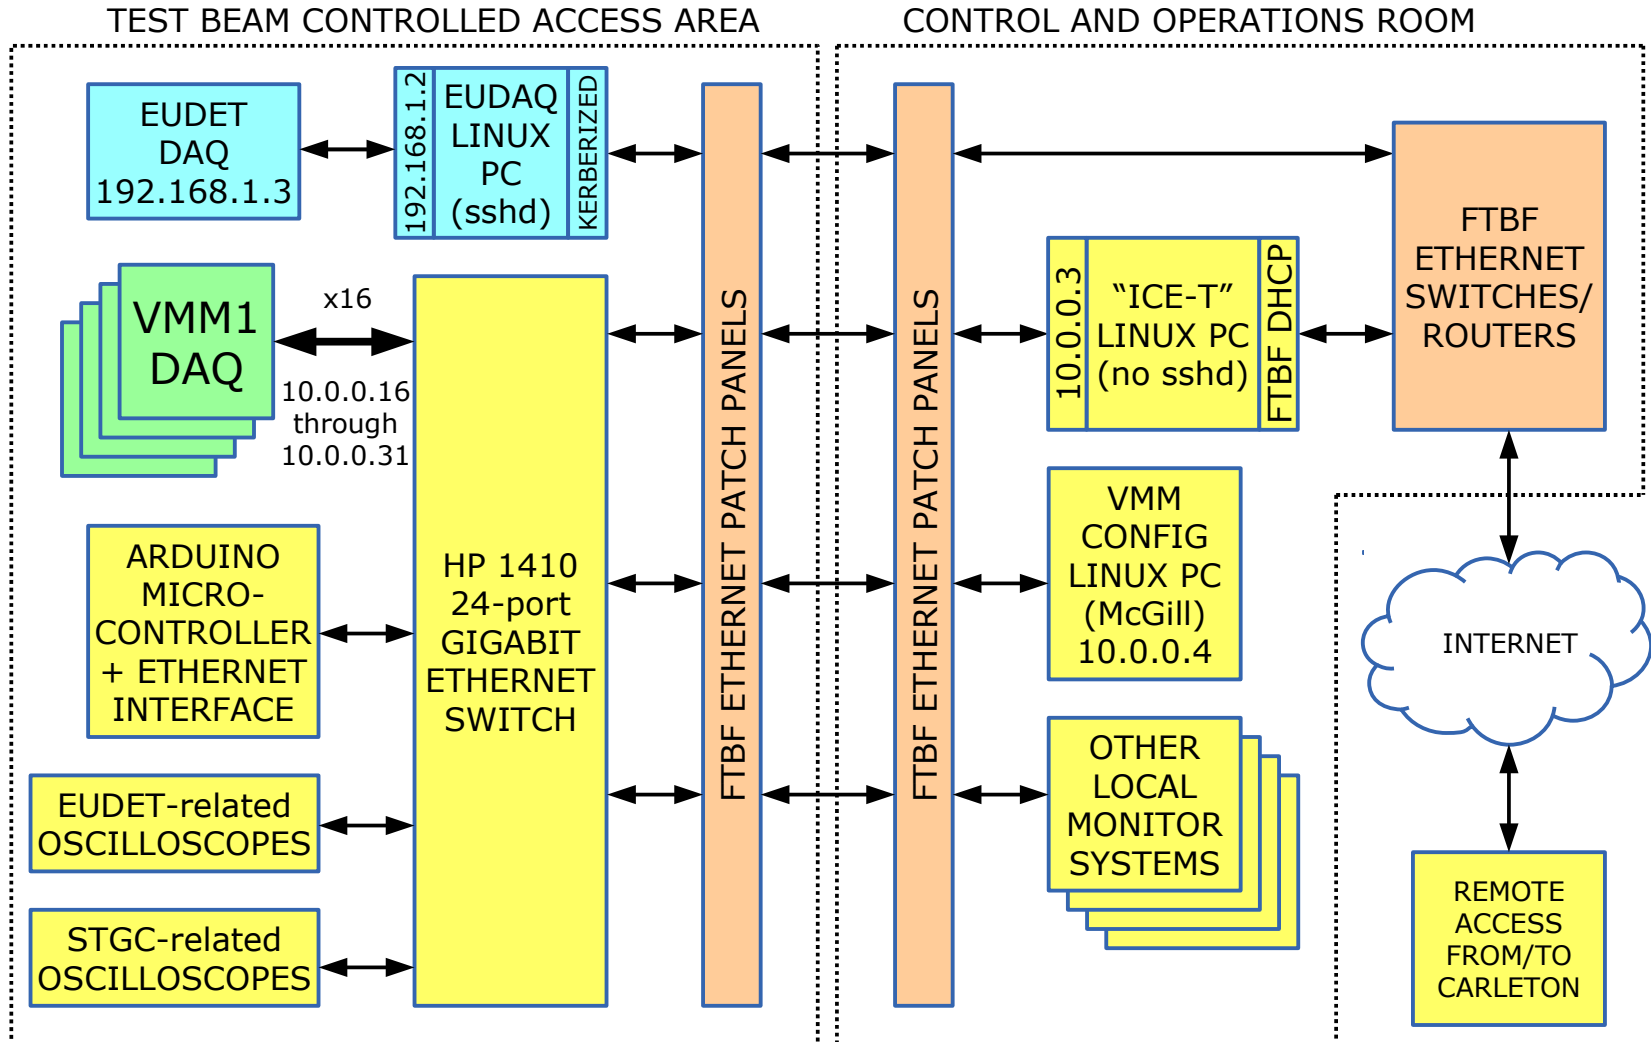 TEST BEAM CONTROLLED ACCESS AREA
CONTROL AND OPERATIONS ROOM
EUDET
DAQ
192.168.1.3
192.168.1.2
EUDAQ
LINUX
PC
(sshd)
KERBERIZED
VMM1
DAQ
x16
10.0.0.16
through
10.0.0.31
ARDUINO
MICRO-
CONTROLLER
+ ETHERNET
INTERFACE
EUDET-related
OSCILLOSCOPES
STGC-related
OSCILLOSCOPES
HP 1410
24-port
GIGABIT
ETHERNET
SWITCH
FTBF ETHERNET PATCH PANELS
FTBF ETHERNET PATCH PANELS
10.0.0.3
“ICE-T”
LINUX PC
(no sshd)
FTBF DHCP
VMM
CONFIG
LINUX PC
(McGill)
10.0.0.4
OTHER
LOCAL
MONITOR
SYSTEMS
FTBF
ETHERNET
SWITCHES/
ROUTERS
INTERNET
REMOTE
ACCESS
FROM/TO
CARLETON